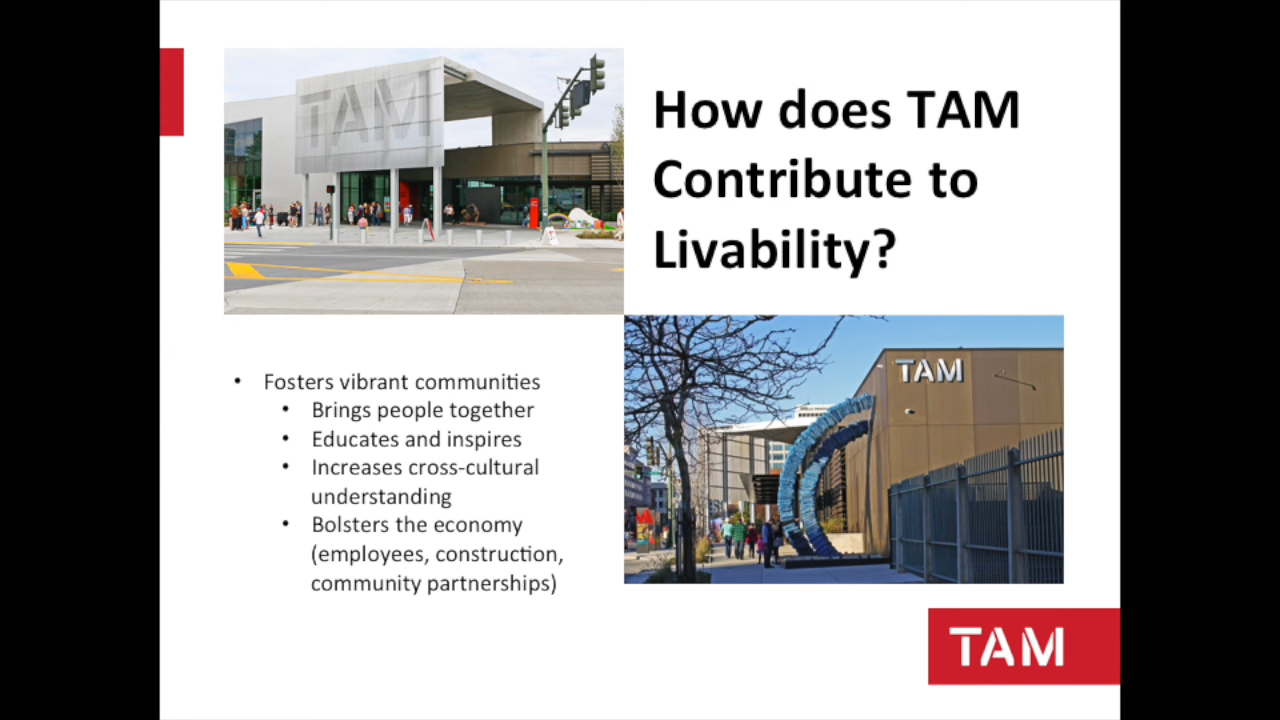 TAM
How does TAM
Contribute to
Livability?
• Fosters vibrant communities
• Brings people together
• Educates and inspires
• Increases cross-cultural
understanding
• Bolsters the economy
(employees, construction,
community partnerships)
TAM
TAM